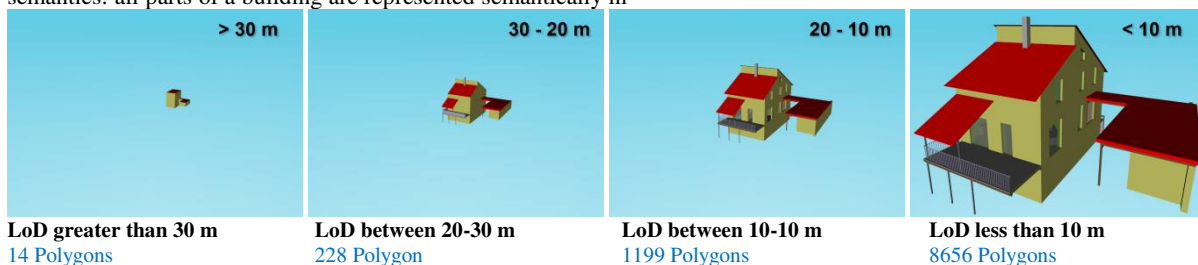 semantics: all parts of a building are represented semantically in
> 30 m
30 - 20 m
20 - 10 m
< 10 m
LoD greater than 30 m
LoD between 20-30 m
LoD between 10-10 m
LoD less than 10 m
14 Polygons
228 Polygon
1199 Polygons
8656 Polygons